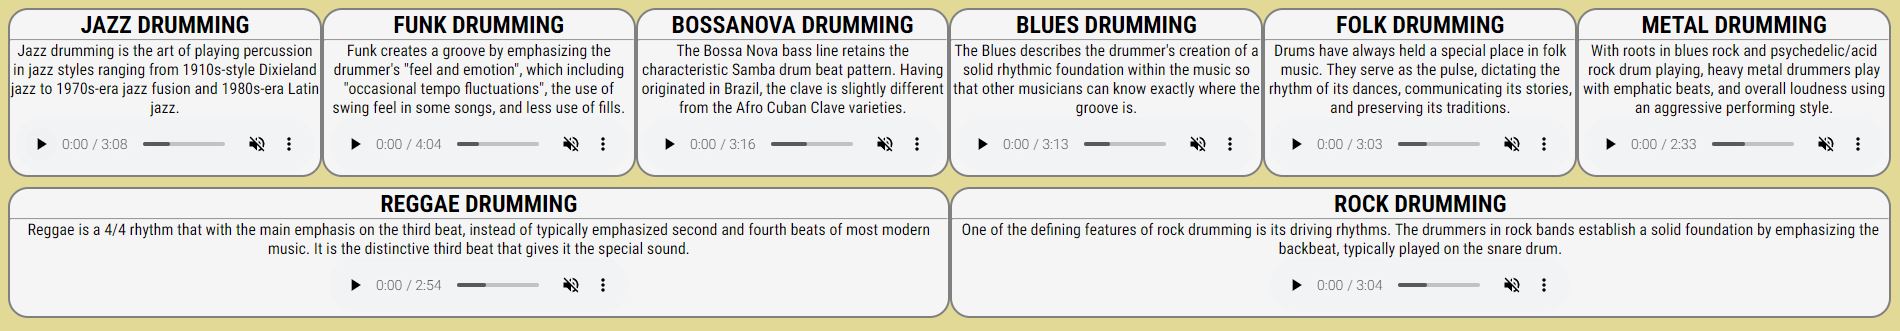 JAZZ DRUMMING
Jazz drumming is the art of playing percussion
in jazz styles ranging from 1910s-style Dixieland
jazz to 1970s-era jazz fusion and 1980s-era Latin
jazz.
0:00 / 3:08
FUNK DRUMMING
Funk creates a groove by emphasizing the
drummer's "feel and emotion", which including
"occasional tempo fluctuations", the use of
swing feel in some songs, and less use of fills.
0:00 / 4:04
BOSSANOVA DRUMMING
The Bossa Nova bass line retains the
characteristic Samba drum beat pattern. Having
originated in Brazil, the clave is slightly different
from the Afro Cuban Clave varieties.
0:00 / 3:16
BLUES DRUMMING
The Blues describes the drummer's creation of a
solid rhythmic foundation within the music so
that other musicians can know exactly where the
groove is.
0:00 / 3:13
FOLK DRUMMING
Drums have always held a special place in folk
music. They serve as the pulse, dictating the
rhythm of its dances, communicating its stories,
and preserving its traditions.
0:00 / 3:03
METAL DRUMMING
With roots in blues rock and psychedelic/acid
rock drum playing, heavy metal drummers play
with emphatic beats, and overall loudness using
an aggressive performing style.
0:00 / 2:33
REGGAE DRUMMING
Reggae is a 4/4 rhythm that with the main emphasis on the third beat, instead of typically emphasized second and fourth beats of most modern
music. It is the distinctive third beat that gives it the special sound.
0:00 / 2:54
ROCK DRUMMING
One of the defining features of rock drumming is its driving rhythms. The drummers in rock bands establish a solid foundation by emphasizing the
backbeat, typically played on the snare drum.
0:00 / 3:04